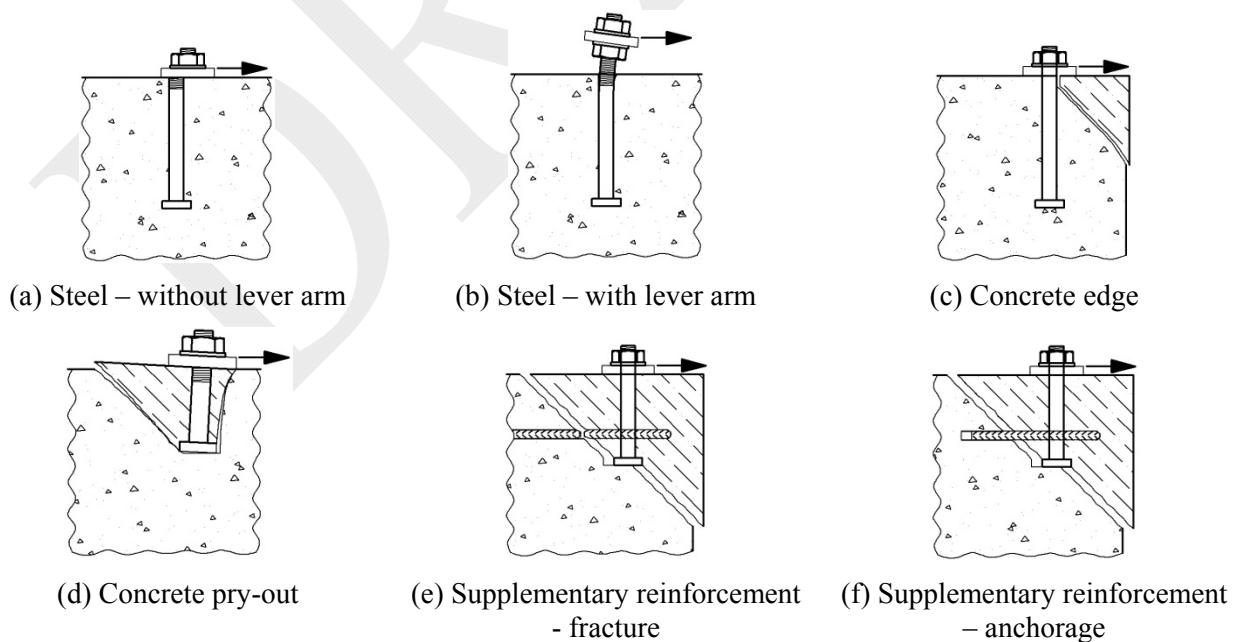 (a) Steel – without lever arm
(b) Steel – with lever arm
(c) Concrete edge
(d) Concrete pry-out
(e) Supplementary reinforcement
- fracture
(f) Supplementary reinforcement
– anchorage